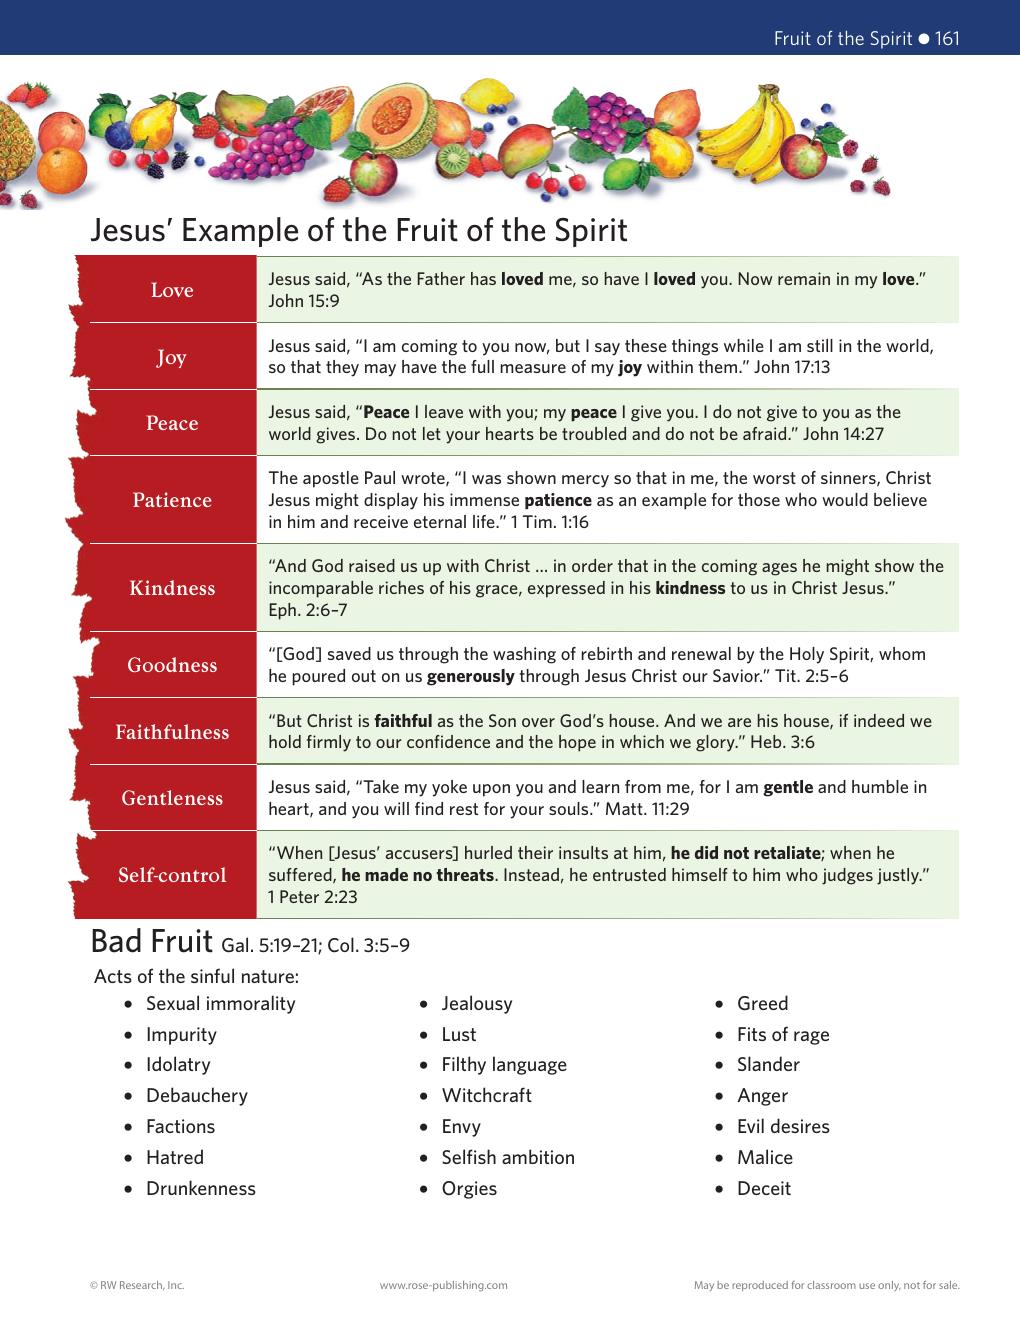 Fruit of the Spirit ● 161
Jesus’ Example of the Fruit of the Spirit
Love
Jesus said, “As the Father has loved me, so have I loved you. Now remain in my love.”
John 15:9
Joy
Jesus said, “I am coming to you now, but I say these things while I am still in the world,
so that they may have the full measure of my joy within them.” John 17:13
Peace
Jesus said, “Peace I leave with you; my peace I give you. I do not give to you as the
world gives. Do not let your hearts be troubled and do not be afraid.” John 14:27
Patience
The apostle Paul wrote, “I was shown mercy so that in me, the worst of sinners, Christ
Jesus might display his immense patience as an example for those who would believe
in him and receive eternal life.” 1 Tim. 1:16
Kindness
“And God raised us up with Christ ... in order that in the coming ages he might show the
incomparable riches of his grace, expressed in his kindness to us in Christ Jesus.”
Eph. 2:6–7
Goodness
“[God] saved us through the washing of rebirth and renewal by the Holy Spirit, whom
he poured out on us generously through Jesus Christ our Savior.” Tit. 2:5–6
Faithfulness
“But Christ is faithful as the Son over God’s house. And we are his house, if indeed we
hold firmly to our confidence and the hope in which we glory.” Heb. 3:6
Gentleness
Jesus said, “Take my yoke upon you and learn from me, for I am gentle and humble in
heart, and you will find rest for your souls.” Matt. 11:29
Self-control
“When [Jesus’ accusers] hurled their insults at him, he did not retaliate; when he
suffered, he made no threats. Instead, he entrusted himself to him who judges justly.”
1 Peter 2:23
Bad Fruit Gal. 5:19–21; Col. 3:5–9
Acts of the sinful nature:
• Sexual immorality
• Impurity
• Idolatry
• Debauchery
• Factions
• Hatred
• Drunkenness
• Jealousy
• Lust
• Filthy language
• Witchcraft
• Envy
• Selfish ambition
• Orgies
• Greed
• Fits of rage
• Slander
• Anger
• Evil desires
• Malice
• Deceit
© RW Research, Inc.
www.rose-publishing.com
May be reproduced for classroom use only, not for sale.